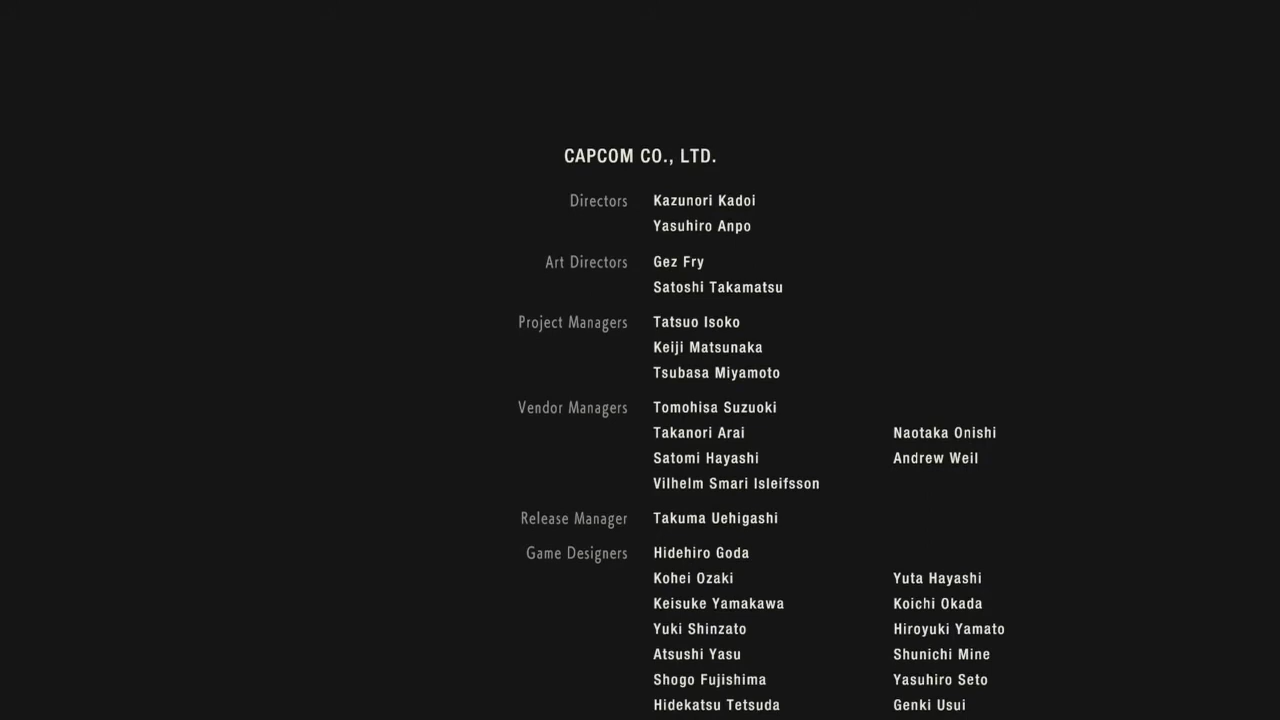 CAPCOM CO., LTD.
Directors Kazunori Kadoi
Yasuhiro Anpo
Art Directors Gez Fry
Satoshi Takamatsu
Project Managers Tatsuo Isoko
Keiji Matsunaka
Tsubasa Miyamoto
Vendor Managers Tomohisa Suzuoki
Takanori Arai Naotaka Onishi
Satomi Hayashi Andrew Weil
Vilhelm Smari Isleifsson
Release Manager Takuma Uehigashi
Game Designers Hidehiro Goda
Kohei Ozaki Yuta Hayashi
Keisuke Yamakawa Koichi Okada
Yuki Shinzato Hiroyuki Yamato
Atsushi Yasu Shunichi Mine
Shogo Fujishima Yasuhiro Seto
Hidekatsu Tetsuda Genki Usui